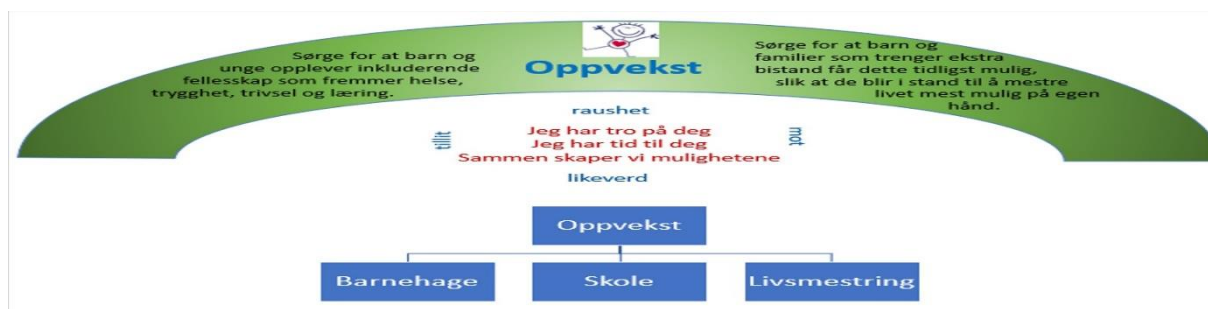 Sørge for at barn og
unge opplever inkluderende
fellesskap som fremmer helse,
trygghet, trivsel og læring.
Oppvekst
Sørge for at barn og
familier som trenger ekstra
bistand får dette tidligst mulig,
slik at de blir i stand til å mestre
livet mest mulig på egen
hånd.
raushet
tillit
Jeg har tro på deg
Jeg har tid til deg
Sammen skaper vi mulighetene
mot
likeverd
Oppvekst
Barnehage
Skole
Livsmestring